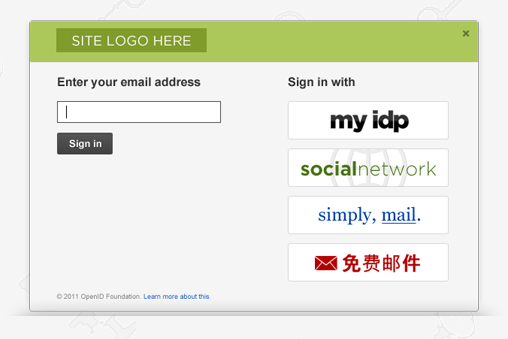 SITE LOGO HERE
Enter your email address
Sign in
Sign in with
my idp
socialnetwork
simply, mail.
免费邮件
© 2011 OpenID Foundation. Learn more about this